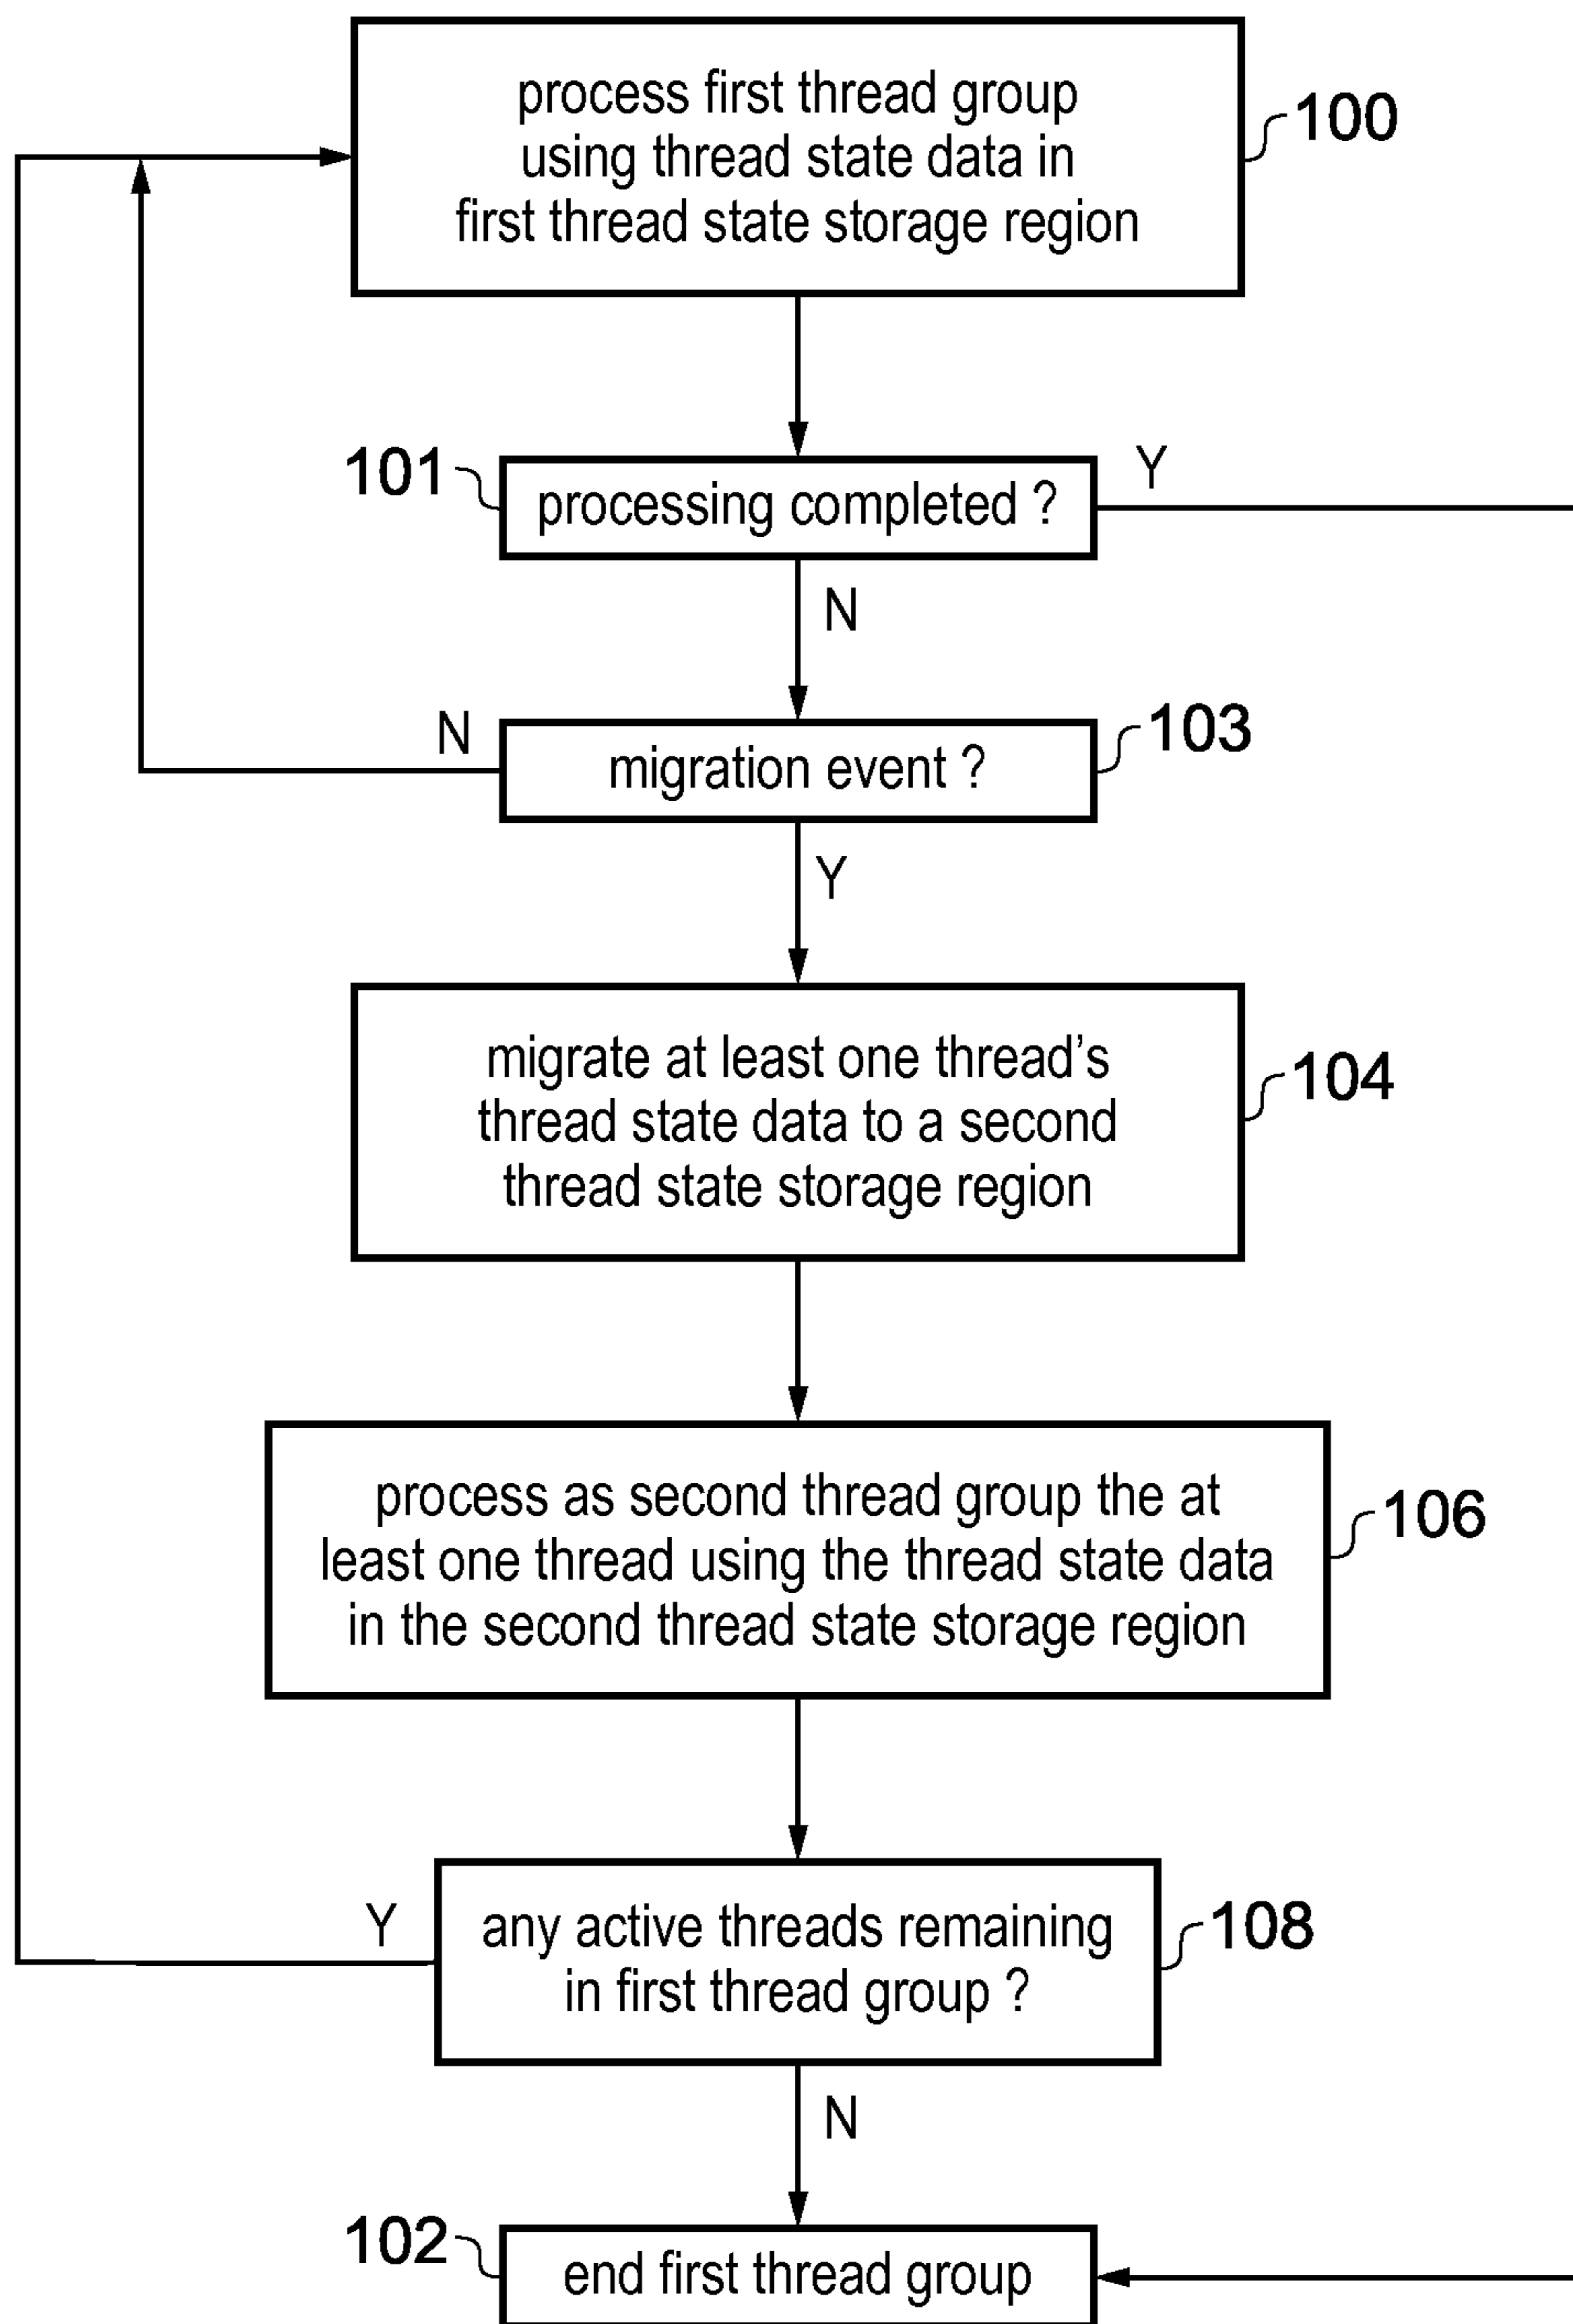 process first thread group
using thread state data in
first thread state storage region
100
101
processing completed ?
Y
N
N
migration event ?
103
Y
migrate at least one thread's
thread state data to a second
thread state storage region
104
process as second thread group the at
least one thread using the thread state data
in the second thread state storage region
106
Y
any active threads remaining
in first thread group ?
108
N
102
end first thread group